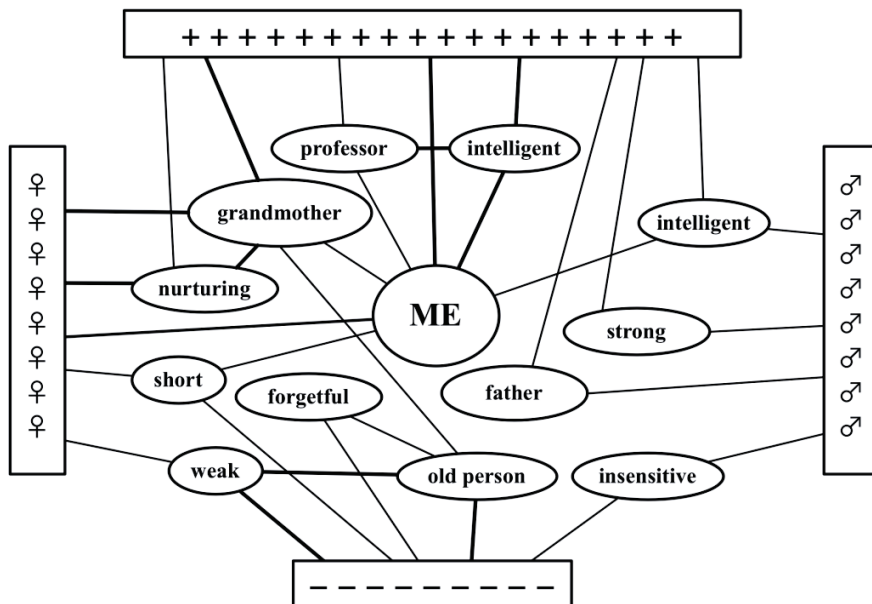 + + + + + + + + + + + + + + + + + +
professor intelligent
♀ ♂
♀ grandmother intelligent ♂
♀ ♂
♀ nurturing ♂
♀ ME strong ♂
♀ short father ♂
♀ forgetful ♂
♀ weak old person insensitive ♂
− − − − − − − − − −